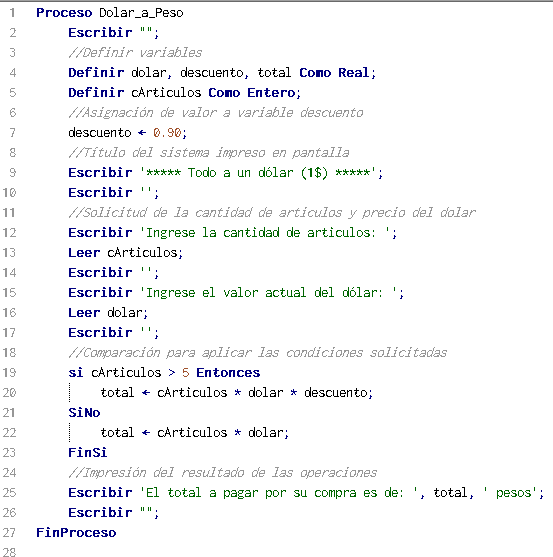 1 Proceso Dolar_a_Peso
2 Escribir "";
3 //Definir variables
4 Definir dolar, descuento, total Como Real;
5 Definir cArticulos Como Entero;
6 //Asignación de valor a variable descuento
7 descuento ← 0.90;
8 //Título del sistema impreso en pantalla
9 Escribir '***** Todo a un dólar (1$) *****';
10 Escribir '';
11 //Solicitud de la cantidad de articulos y precio del dolar
12 Escribir 'Ingrese la cantidad de articulos: ';
13 Leer cArticulos;
14 Escribir '';
15 Escribir 'Ingrese el valor actual del dólar: ';
16 Leer dolar;
17 Escribir '';
18 //Comparación para aplicar las condiciones solicitadas
19 si cArticulos > 5 Entonces
20 total ← cArticulos * dolar * descuento;
21 SiNo
22 total ← cArticulos * dolar;
23 FinSi
24 //Impresión del resultado de las operaciones
25 Escribir 'El total a pagar por su compra es de: ', total, ' pesos';
26 Escribir "";
27 FinProceso
28